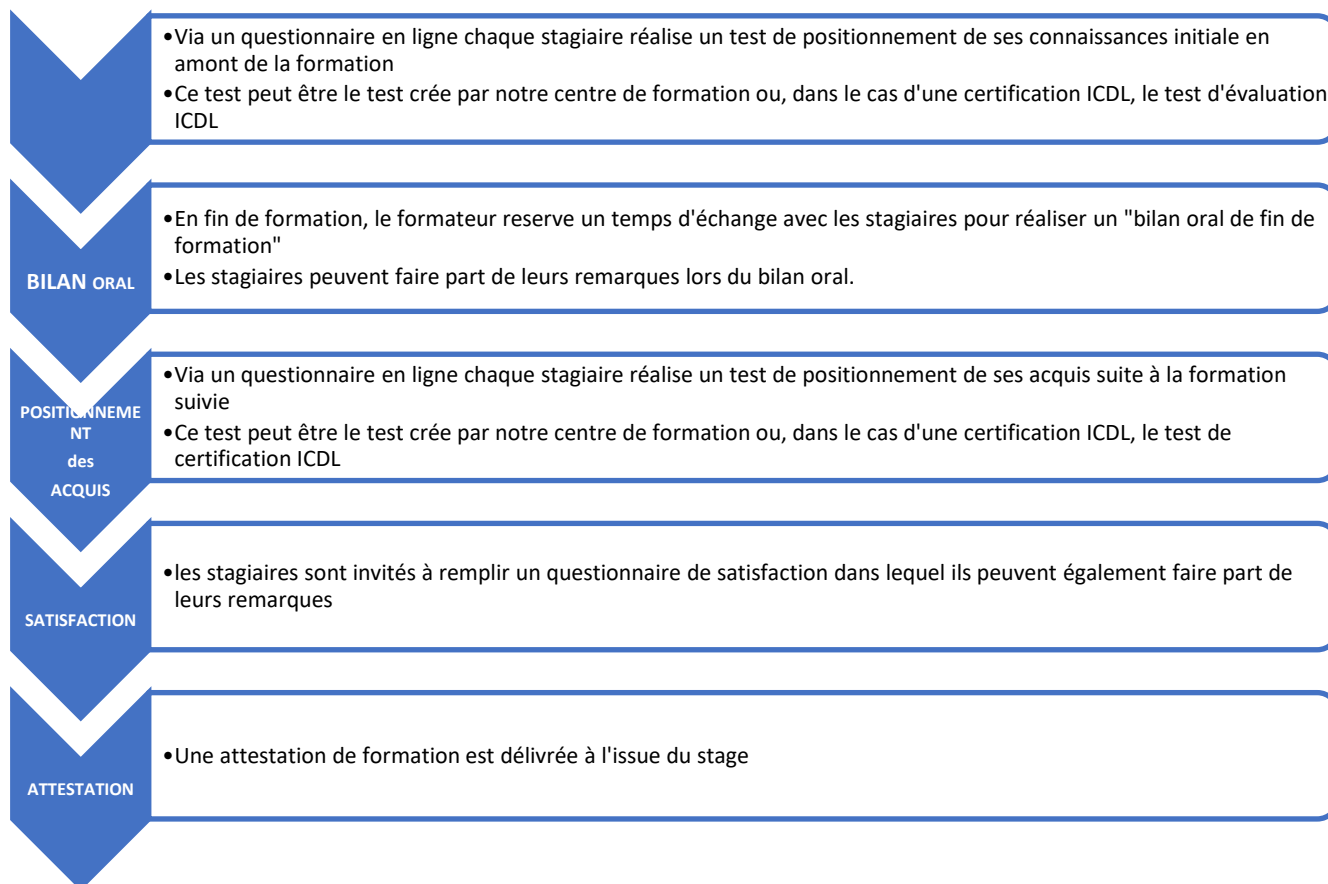 •Via un questionnaire en ligne chaque stagiaire réalise un test de positionnement de ses connaissances initiale en
amont de la formation
•Ce test peut être le test crée par notre centre de formation ou, dans le cas d'une certification ICDL, le test d'évaluation
ICDL
BILAN ORAL
•En fin de formation, le formateur reserve un temps d'échange avec les stagiaires pour réaliser un "bilan oral de fin de
formation"
•Les stagiaires peuvent faire part de leurs remarques lors du bilan oral.
POSITIONNEME
NT
des
ACQUIS
•Via un questionnaire en ligne chaque stagiaire réalise un test de positionnement de ses acquis suite à la formation
suivie
•Ce test peut être le test crée par notre centre de formation ou, dans le cas d'une certification ICDL, le test de
certification ICDL
SATISFACTION
•les stagiaires sont invités à remplir un questionnaire de satisfaction dans lequel ils peuvent également faire part de
leurs remarques
ATTESTATION
•Une attestation de formation est délivrée à l'issue du stage